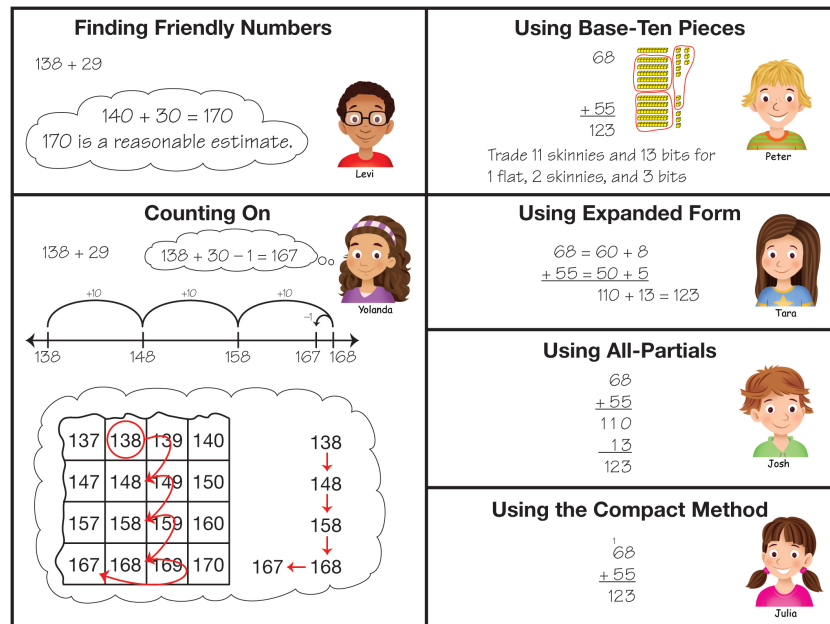 Finding Friendly Numbers
138 + 29
140 + 30 = 170
170 is a reasonable estimate.
Levi
Counting On
138 + 29
138 + 30 – 1 = 167
Yolanda
+10 +10 +10
–1
138 148 158 167 168
137 138 139 140
147 148 149 150
157 158 159 160
167 168 169 170
138
148
158
167 168
Using Base-Ten Pieces
68
+ 55
123
Trade 11 skinnies and 13 bits for
1 flat, 2 skinnies, and 3 bits
Peter
Using Expanded Form
68 = 60 + 8
+ 55 = 50 + 5
110 + 13 = 123
Tara
Using All-Partials
68
+ 55
110
13
123
Josh
Using the Compact Method
1
68
+ 55
123
Julia